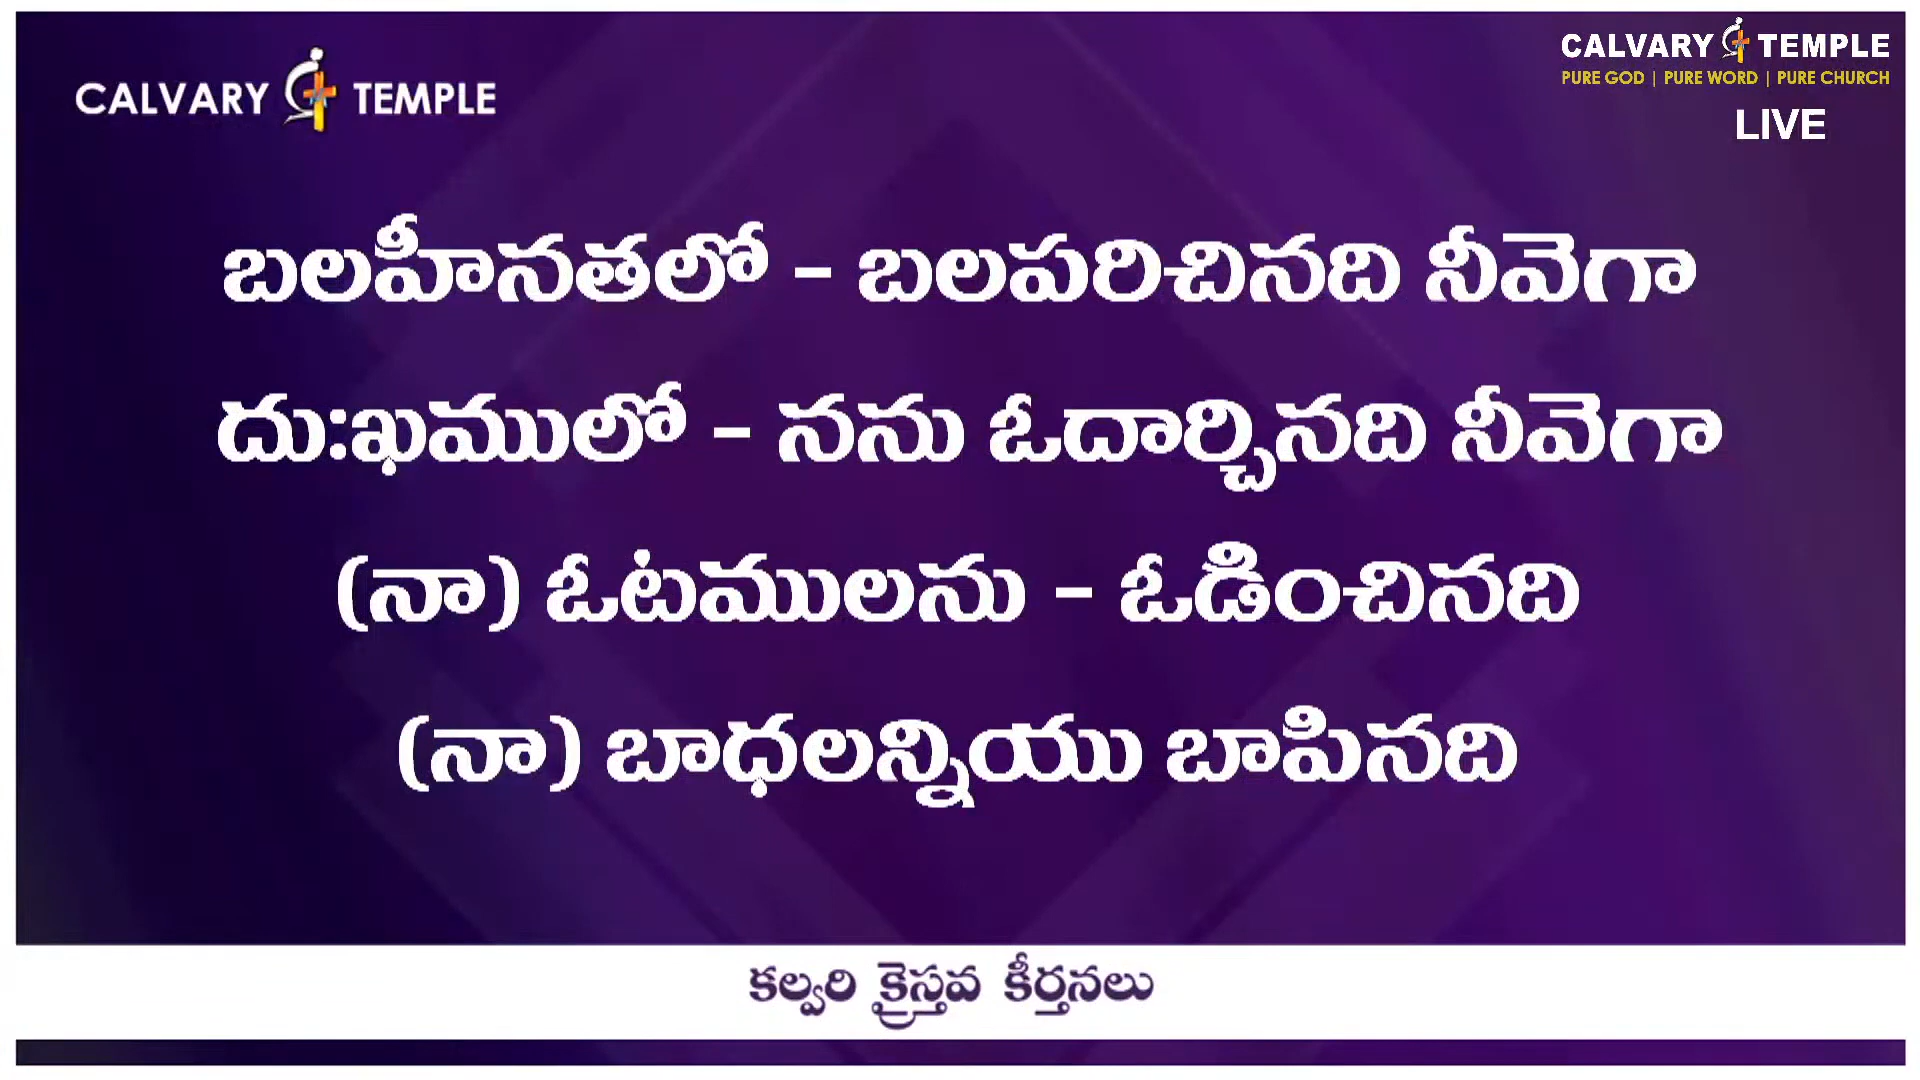 CALVARY TEMPLE
CALVARY TEMPLE
PURE GOD | PURE WORD | PURE CHURCH
LIVE
బలహీనతలో - బలపరిచినది నీవెగా
దు:ఖములో - నను ఓదార్చినది నీవెగా
(నా) ఓటములను - ఓడించినది
(నా) బాధలన్నియు బాపినది
కల్వరి క్రైస్తవ కీర్తనలు